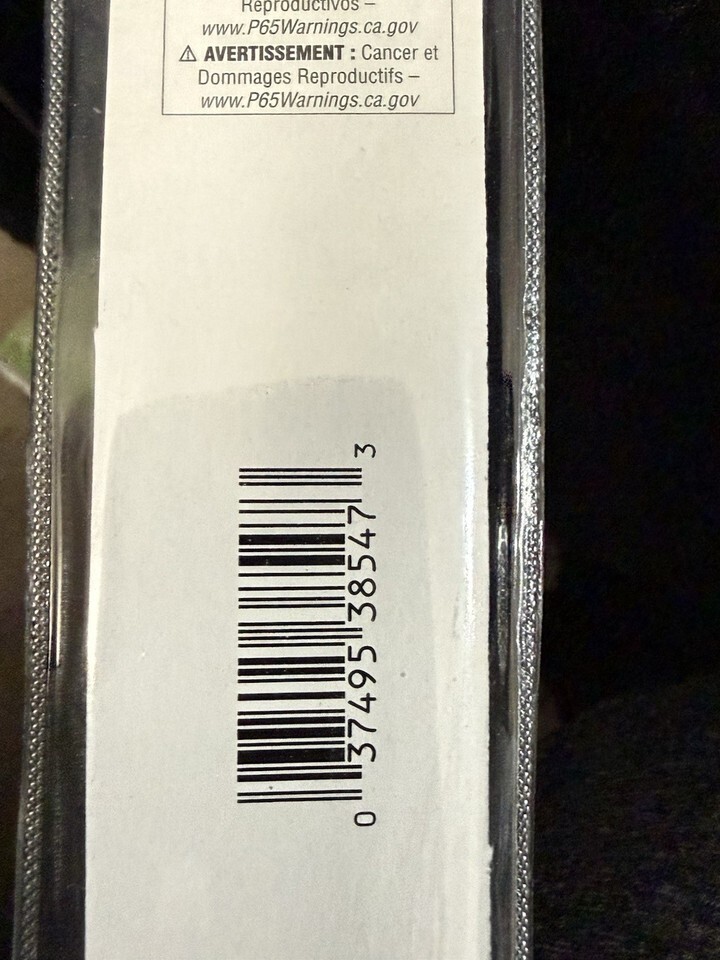 Reproductivos –
www.P65Warnings.ca.gov
⚠ AVERTISSEMENT : Cancer et
Dommages Reproductifs –
www.P65Warnings.ca.gov
0 37495 38547 3